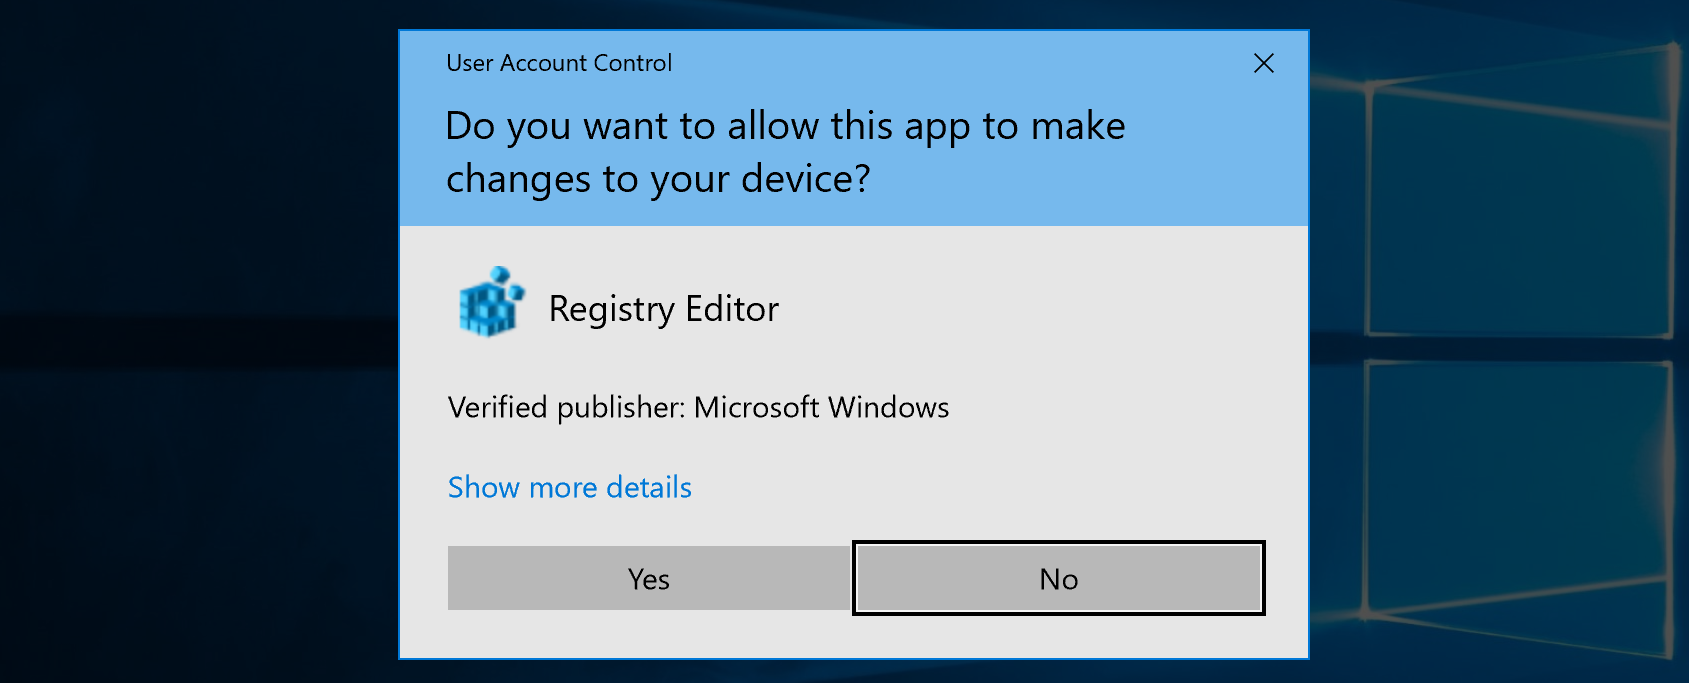 User Account Control
Do you want to allow this app to make
changes to your device?
Registry Editor
Verified publisher: Microsoft Windows
Show more details
Yes
No